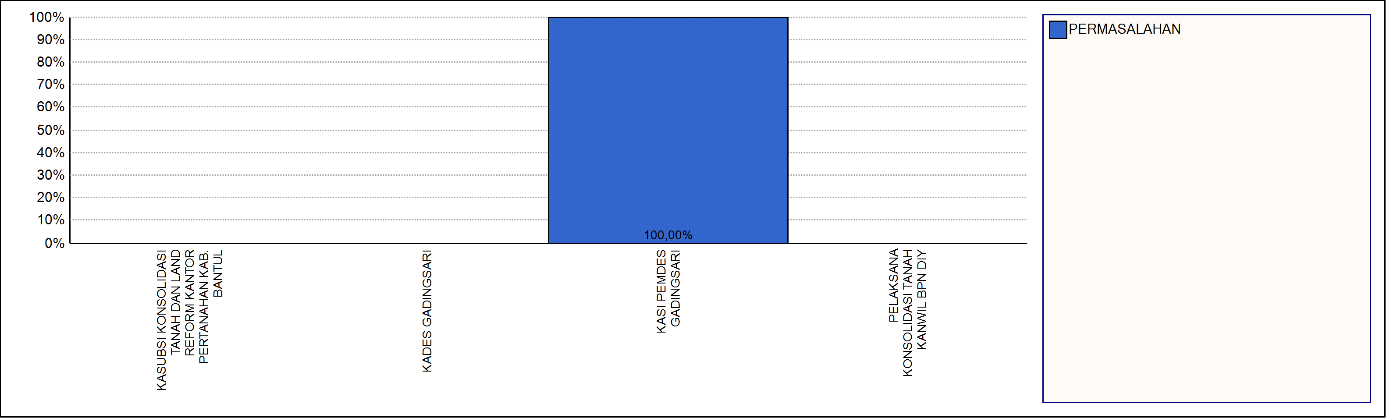 100%
90%
80%
70%
60%
50%
40%
30%
20%
10%
0%
100,00%
KASUBSI KONSOLIDASI
TANAH DAN LAND
REFORM KANTOR
PERTANAHAN KAB.
BANTUL
KADES GADINGSARI
KASI PEMDES
GADINGSARI
PELAKSANA
KONSOLIDASI TANAH
KANWIL BPN DIY
PERMASALAHAN